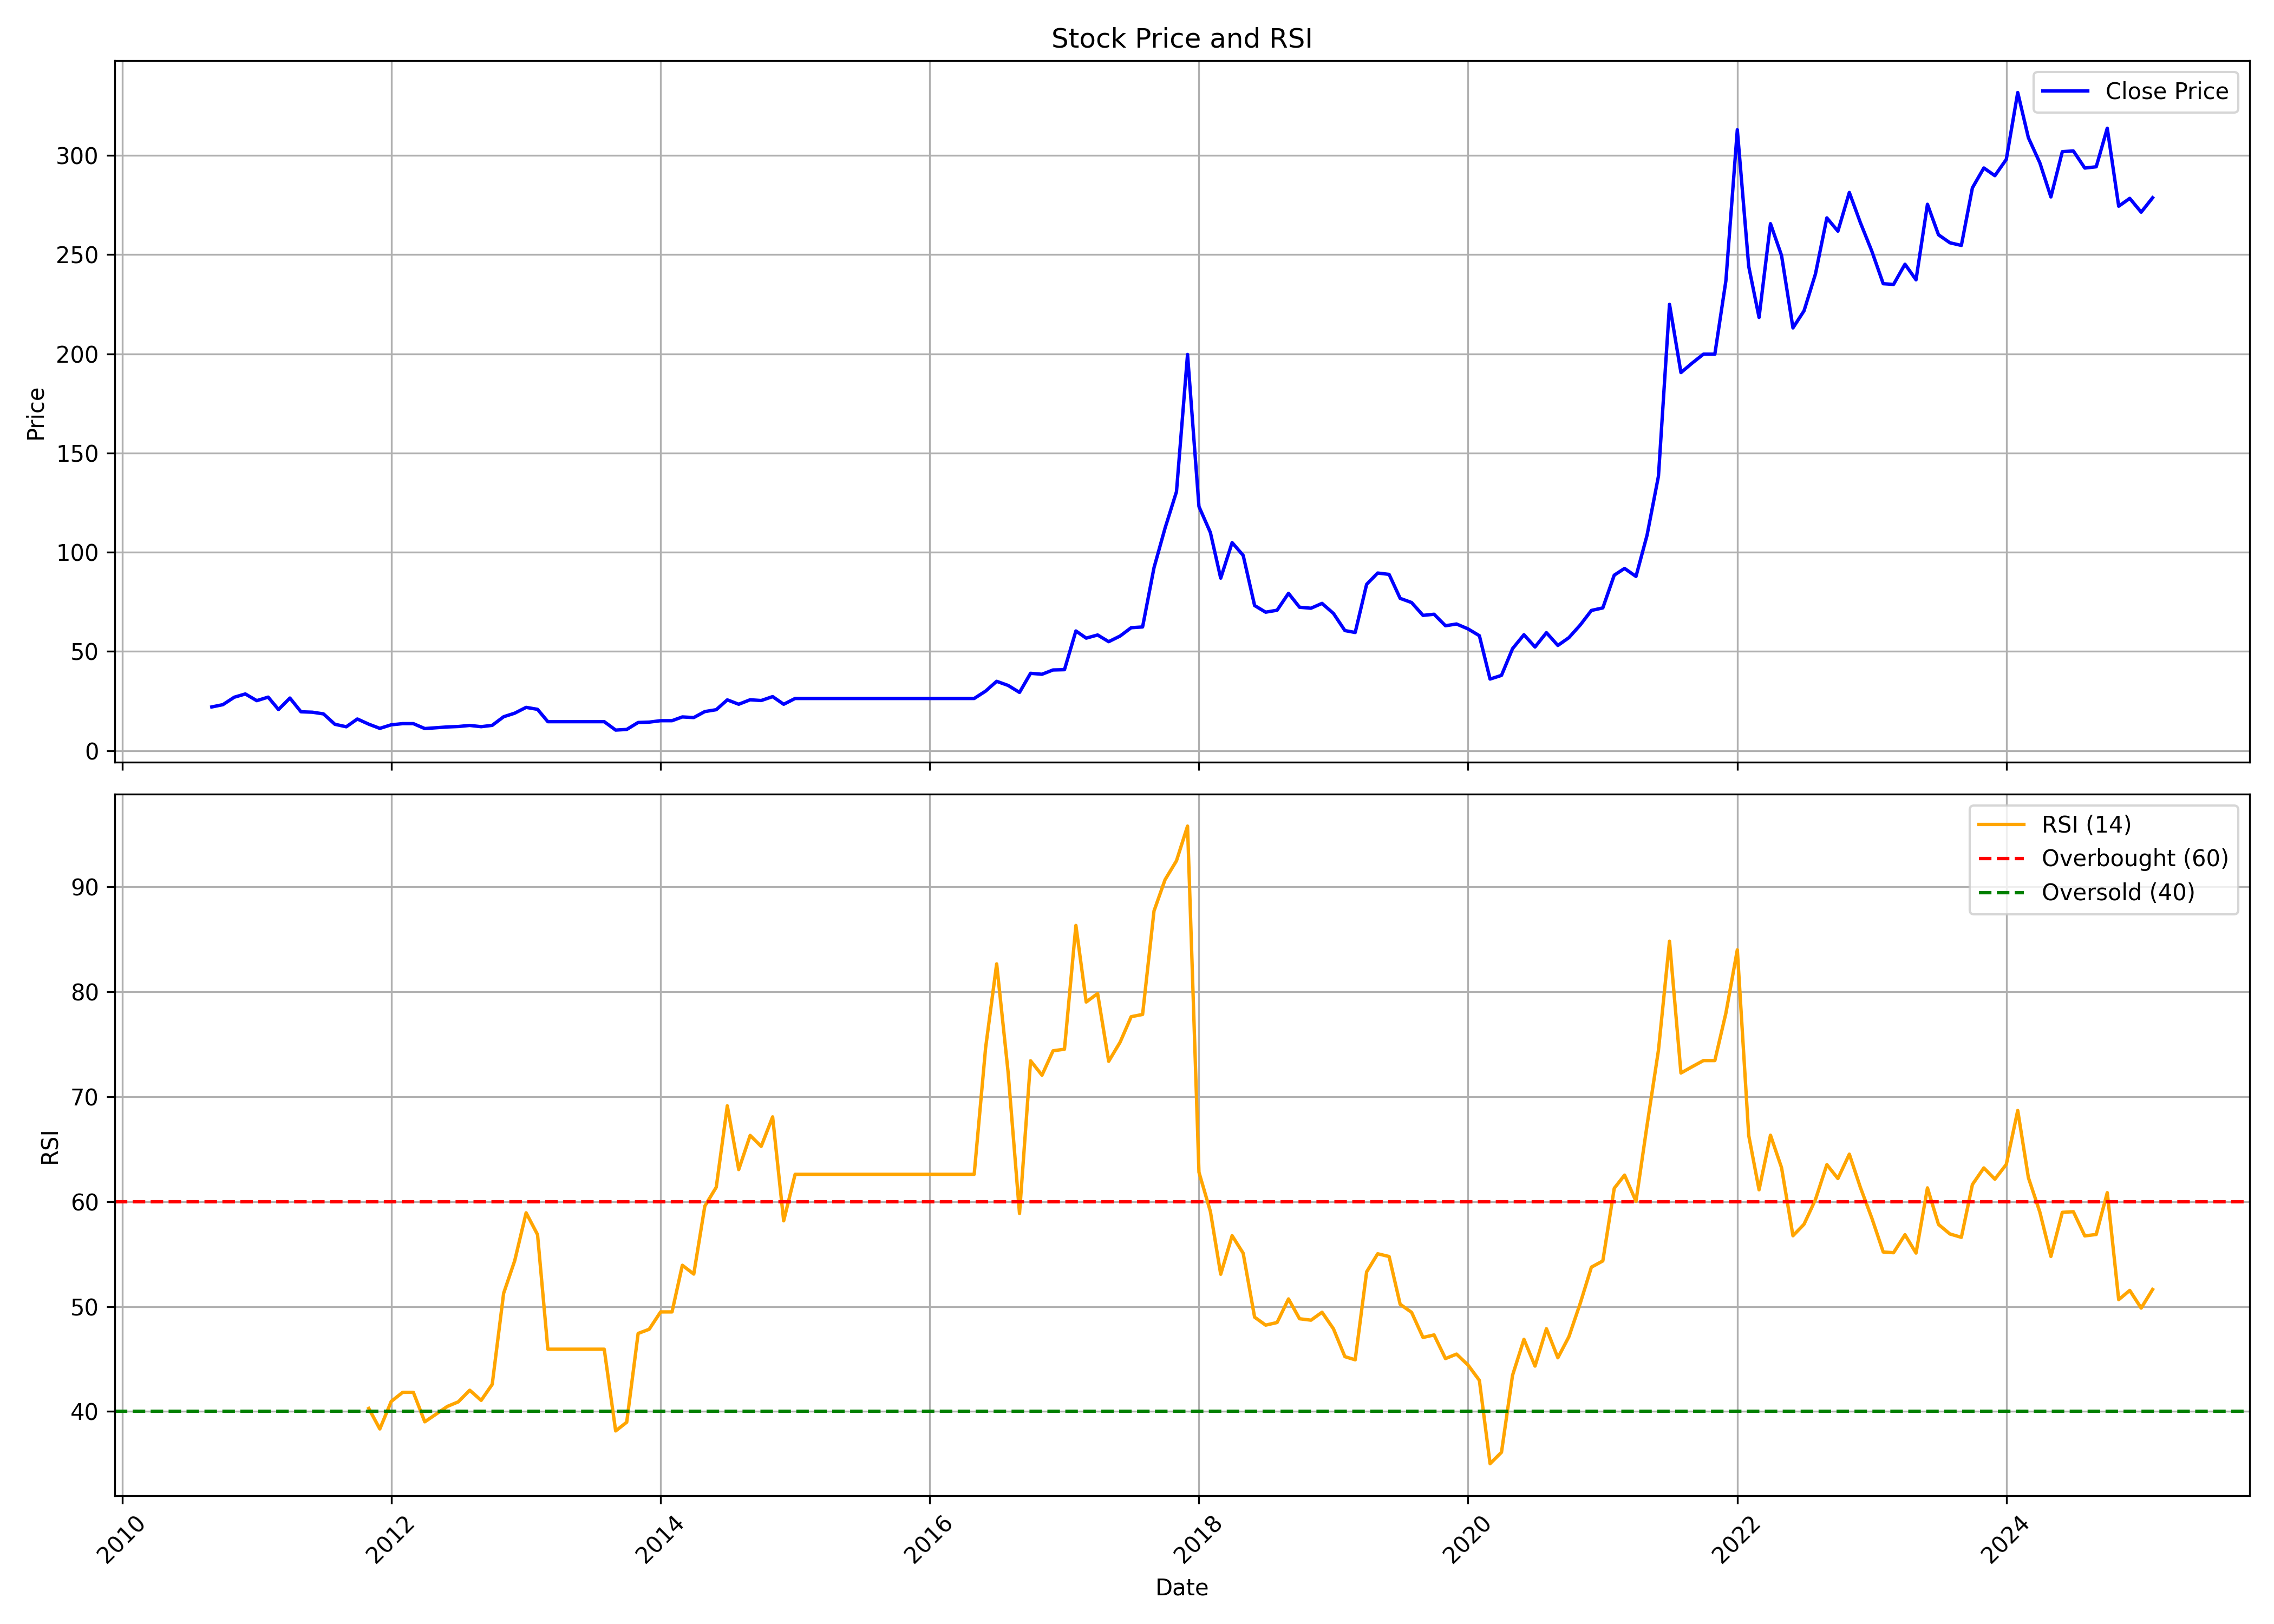 Stock Price and RSI
Close Price
300
250
200
150
100
50
0
Price
RSI (14)
Overbought (60)
Oversold (40)
90
80
70
60
50
40
RSI
2010
2012
2014
2016
2018
2020
2022
2024
Date